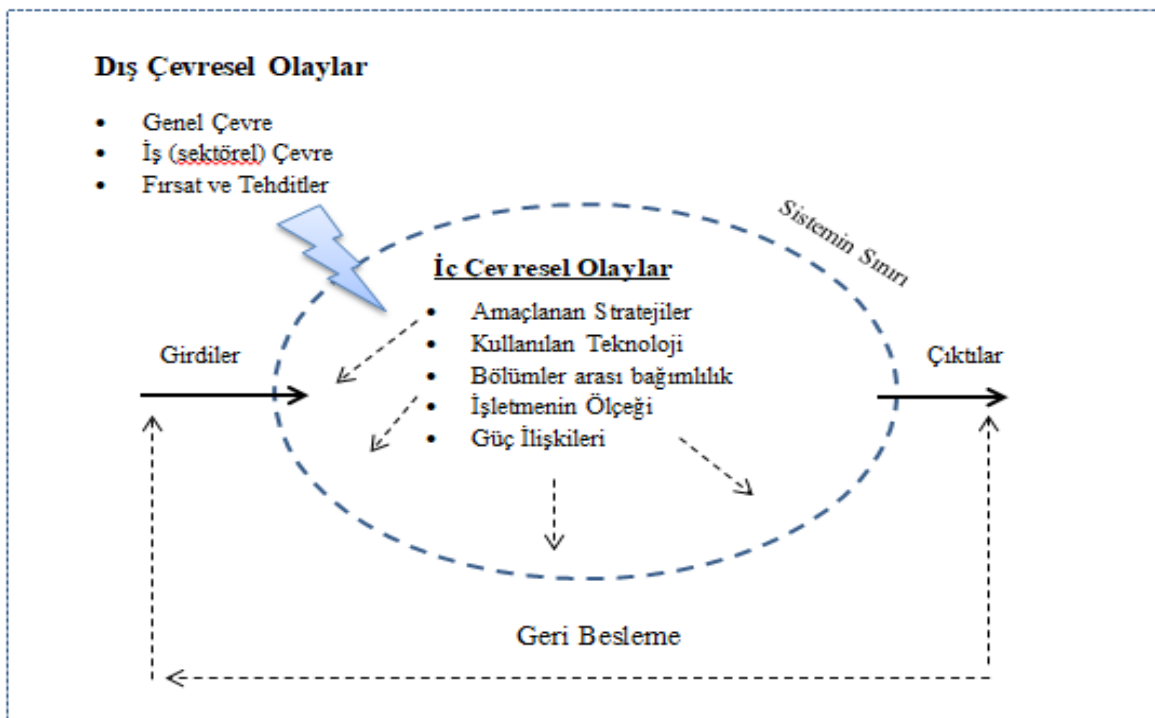 Dış Çevresel Olaylar
• Genel Çevre
• İş (sektörel) Çevre
• Fırsat ve Tehditler
Sistemin Sınırı
İç Çevresel Olaylar
• Amaçlanan Stratejiler
• Kullanılan Teknoloji
• Bölümler arası bağımlılık
• İşletmenin Ölçeği
• Güç İlişkileri
Girdiler
Çıktılar
Geri Besleme